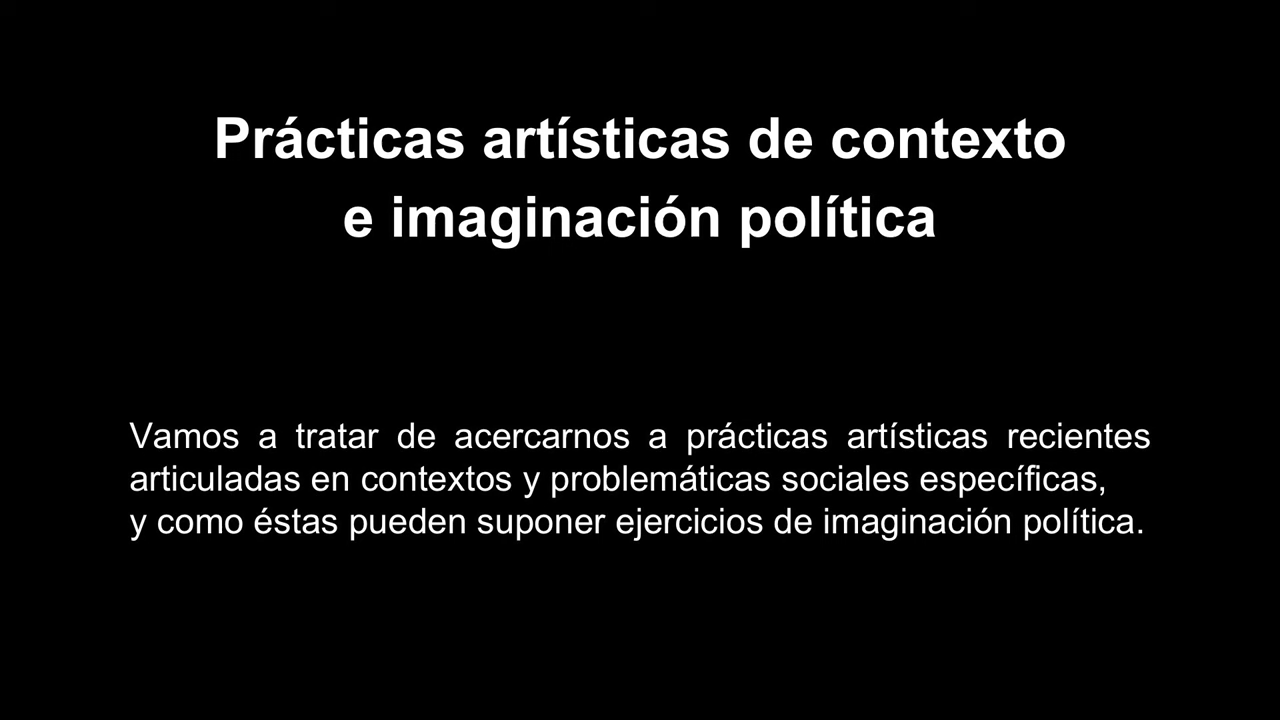 Prácticas artísticas de contexto
e imaginación política
Vamos a tratar de acercarnos a prácticas artísticas recientes
articuladas en contextos y problemáticas sociales específicas,
y como éstas pueden suponer ejercicios de imaginación política.